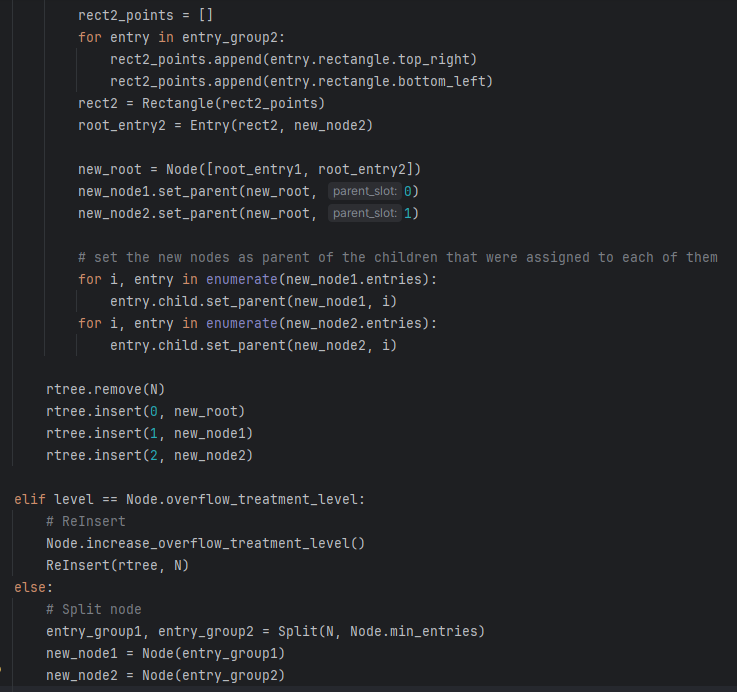 rect2_points = []
for entry in entry_group2:
rect2_points.append(entry.rectangle.top_right)
rect2_points.append(entry.rectangle.bottom_left)
rect2 = Rectangle(rect2_points)
root_entry2 = Entry(rect2, new_node2)
new_root = Node([root_entry1, root_entry2])
new_node1.set_parent(new_root, parent_slot: 0)
new_node2.set_parent(new_root, parent_slot: 1)
# set the new nodes as parent of the children that were assigned to each of them
for i, entry in enumerate(new_node1.entries):
entry.child.set_parent(new_node1, i)
for i, entry in enumerate(new_node2.entries):
entry.child.set_parent(new_node2, i)
rtree.remove(N)
rtree.insert(0, new_root)
rtree.insert(1, new_node1)
rtree.insert(2, new_node2)
elif level == Node.overflow_treatment_level:
# ReInsert
Node.increase_overflow_treatment_level()
ReInsert(rtree, N)
else:
# Split node
entry_group1, entry_group2 = Split(N, Node.min_entries)
new_node1 = Node(entry_group1)
new_node2 = Node(entry_group2)